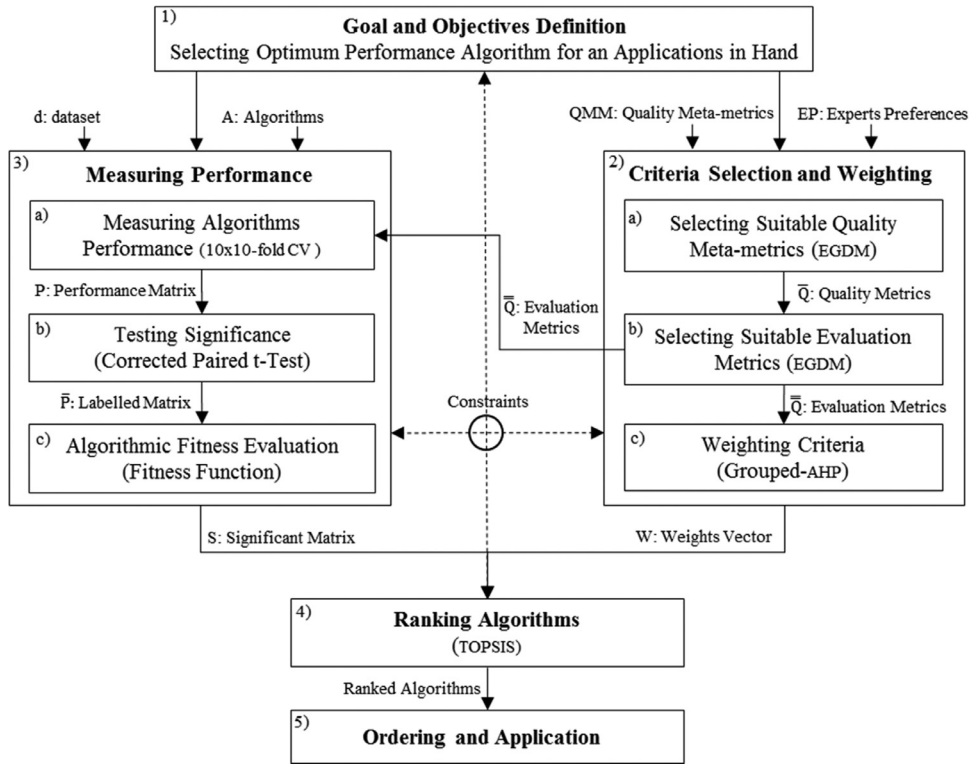 1)
Goal and Objectives Definition
Selecting Optimum Performance Algorithm for an Applications in Hand
d: dataset
A: Algorithms
QMM: Quality Meta-metrics
EP: Experts Preferences
3)
Measuring Performance
a)
Measuring Algorithms
Performance (10x10-fold CV )
P: Performance Matrix
b)
Testing Significance
(Corrected Paired t-Test)
P̅: Labelled Matrix
c)
Algorithmic Fitness Evaluation
(Fitness Function)
2)
Criteria Selection and Weighting
a)
Selecting Suitable Quality
Meta-metrics (EGDM)
Q̅: Quality Metrics
b)
Selecting Suitable Evaluation
Metrics (EGDM)
Q̿: Evaluation Metrics
c)
Weighting Criteria
(Grouped-AHP)
Q̿: Evaluation
Metrics
Constraints
S: Significant Matrix
W: Weights Vector
4)
Ranking Algorithms
(TOPSIS)
Ranked Algorithms
5)
Ordering and Application